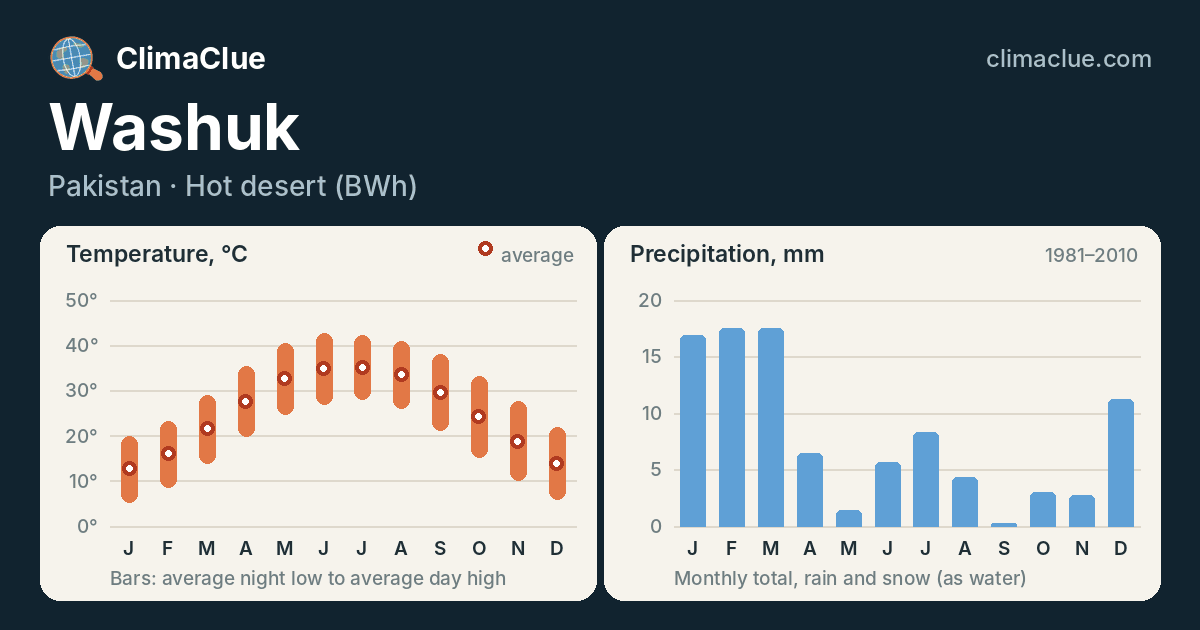 ClimaClue
climaclue.com
Washuk
Pakistan · Hot desert (BWh)
Temperature, °C
average
50°
40°
30°
20°
10°
0°
J F M A M J J A S O N D
Bars: average night low to average day high
Precipitation, mm
1981–2010
20
15
10
5
0
J F M A M J J A S O N D
Monthly total, rain and snow (as water)